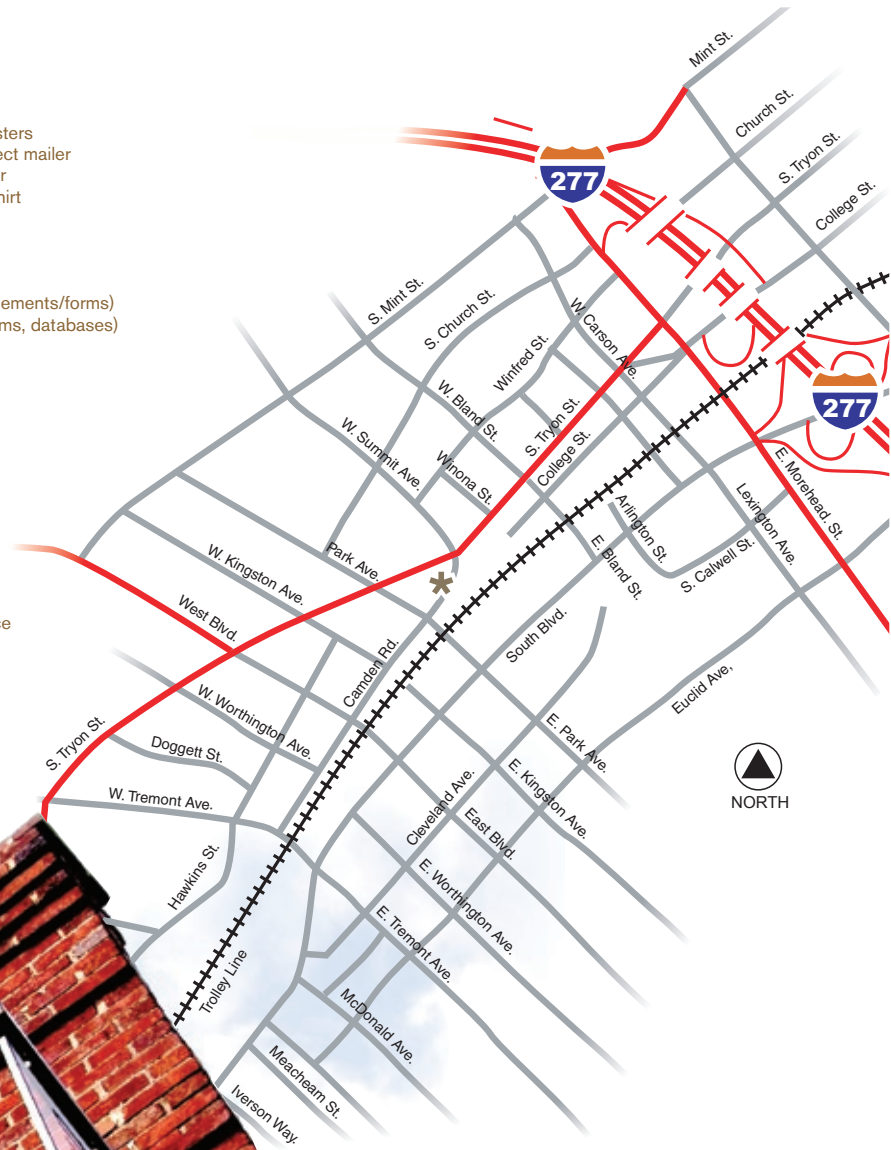 sters
ect mailer
r
hirt
ements/forms)
ms, databases)
ce
Mint St.
Church St.
S. Tryon St.
College St.
277
277
S. Mint St.
S. Church St.
W. Carson Ave.
Winfred St.
W. Bland St.
S. Tryon St.
College St.
W. Summit Ave.
Winona St.
E. Morehead. St.
Lexington Ave.
Arlington St.
S. Calwell St.
E. Bland St.
Park Ave.
W. Kingston Ave.
West Blvd.
*
South Blvd.
Camden Rd.
Euclid Ave,
W. Worthington Ave.
S. Tryon St.
Doggett St.
W. Tremont Ave.
E. Park Ave.
E. Kingston Ave.
NORTH
Cleveland Ave.
East Blvd.
E. Worthington Ave.
Hawkins St.
E. Tremont Ave.
Trolley Line
McDonald Ave.
Meacheam St.
Iverson Way.